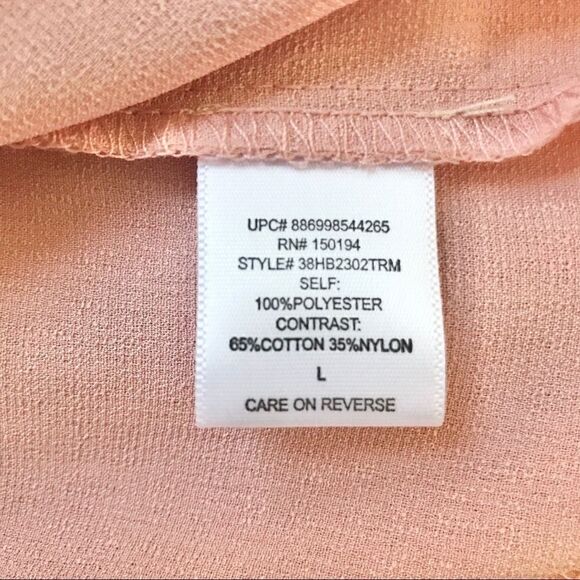 UPC# 886998544265
RN# 150194
STYLE# 38HB2302TRM
SELF:
100%POLYESTER
CONTRAST:
65%COTTON 35%NYLON
L
CARE ON REVERSE